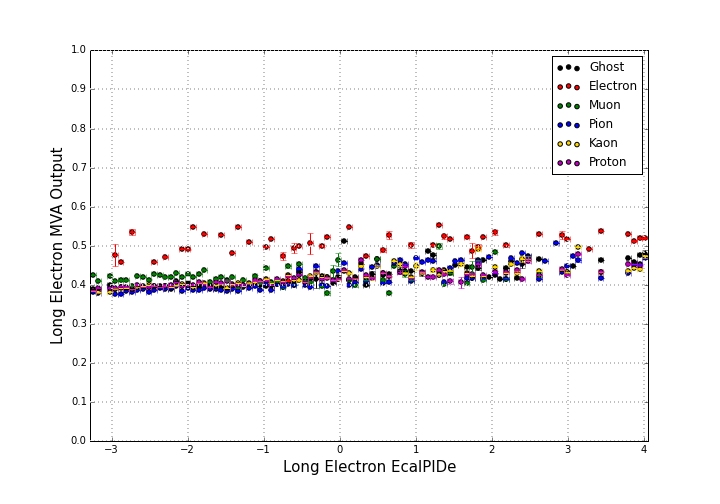 1.0
0.9
0.8
0.7
0.6
0.5
0.4
0.3
0.2
0.1
0.0
Long Electron MVA Output
Ghost
Electron
Muon
Pion
Kaon
Proton
−3 −2 −1 0 1 2 3 4
Long Electron EcalPIDe